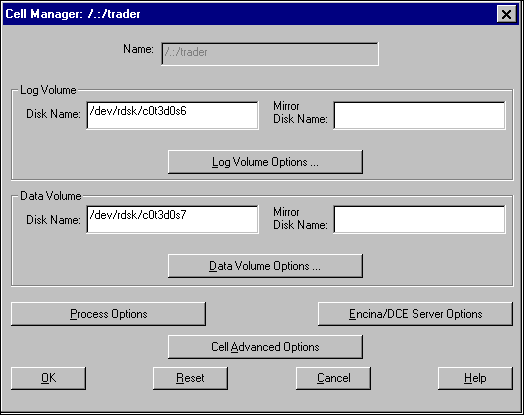 Cell Manager: /.:/trader
Name: /.:/trader
Log Volume
Disk Name: /dev/rdsk/c0t3d0s6 Mirror Disk Name:
Log Volume Options ...
Data Volume
Disk Name: /dev/rdsk/c0t3d0s7 Mirror Disk Name:
Data Volume Options ...
Process Options Encina/DCE Server Options
Cell Advanced Options
OK Reset Cancel Help